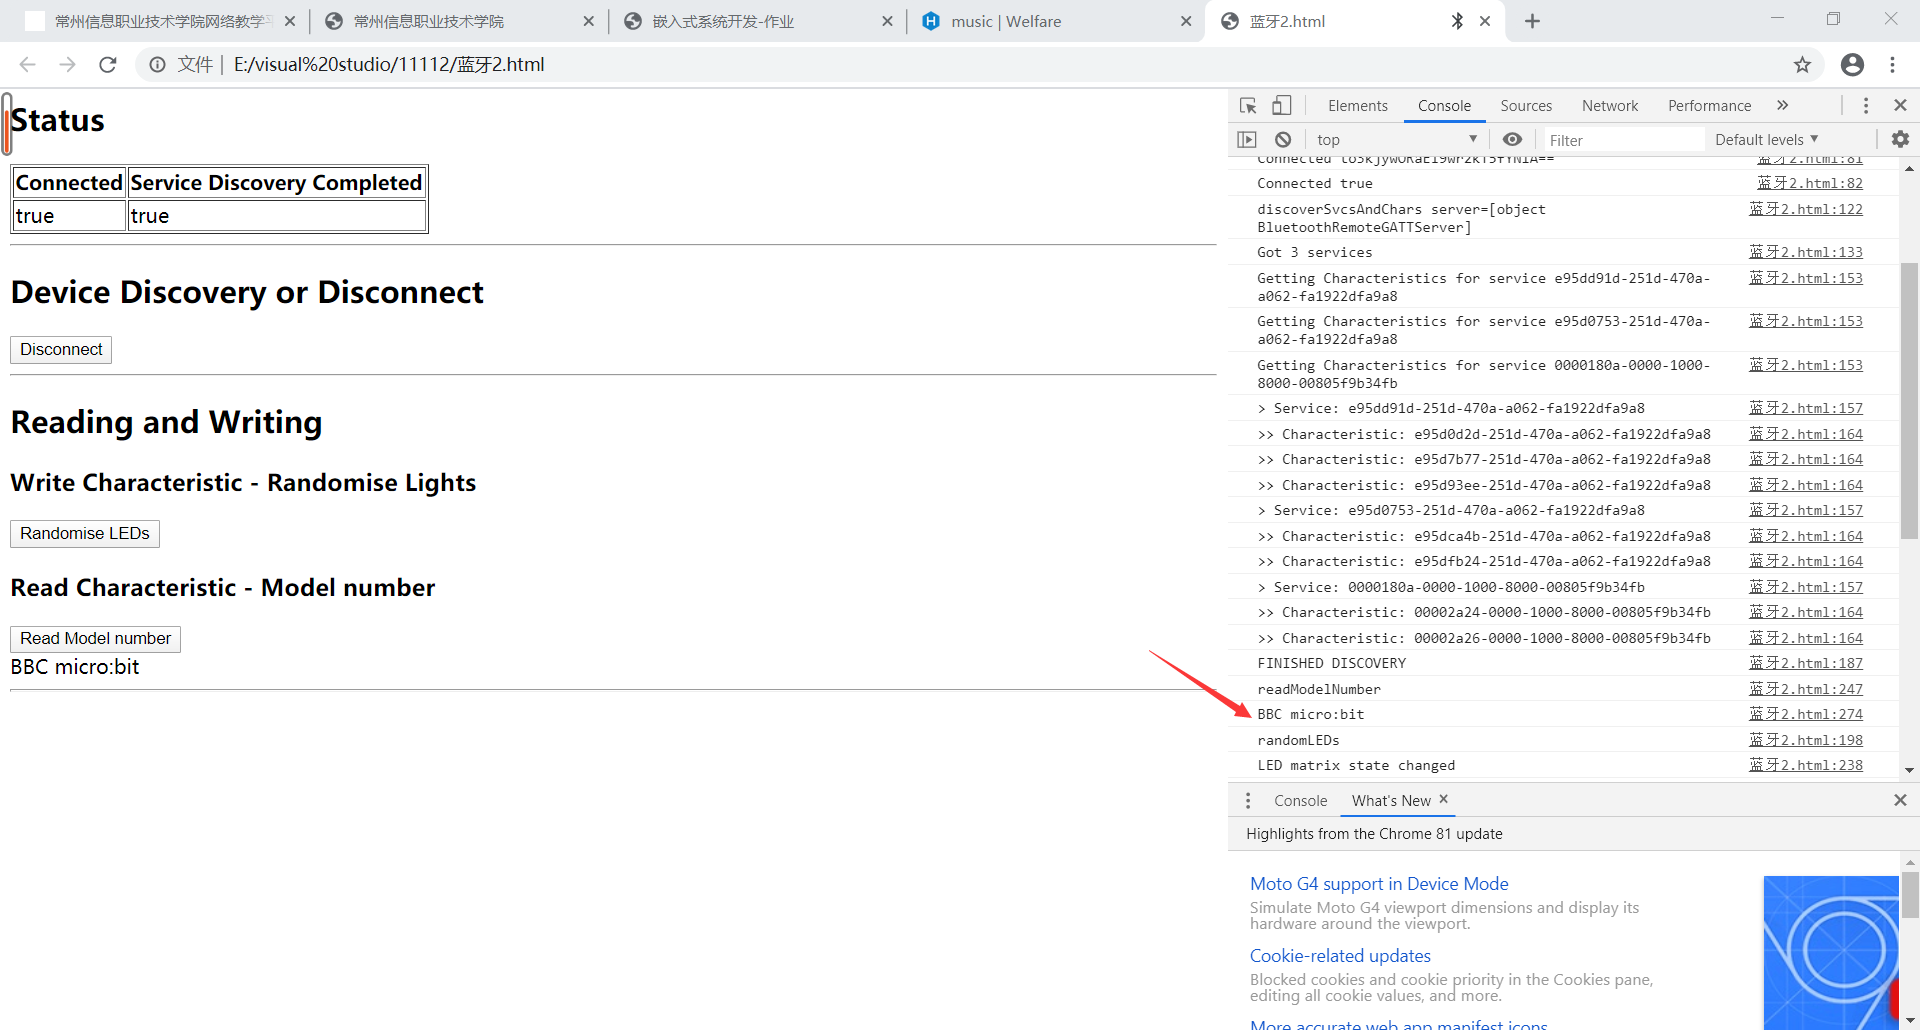 常州信息职业技术学院网络教学平
常州信息职业技术学院
嵌入式系统开发-作业
music | Welfare
蓝牙2.html
文件 | E:/visual%20studio/11112/蓝牙2.html
Status
Connected Service Discovery Completed
true true
Device Discovery or Disconnect
Disconnect
Reading and Writing
Write Characteristic - Randomise Lights
Randomise LEDs
Read Characteristic - Model number
Read Model number
BBC micro:bit
Elements Console Sources Network Performance
top Filter Default levels
蓝牙2.html:81
Connected true 蓝牙2.html:82
discoverSvcsAndChars server=[object 蓝牙2.html:122
BluetoothRemoteGATTServer]
Got 3 services 蓝牙2.html:133
Getting Characteristics for service e95dd91d-251d-470a- 蓝牙2.html:153
a062-fa1922dfa9a8
Getting Characteristics for service e95d0753-251d-470a- 蓝牙2.html:153
a062-fa1922dfa9a8
Getting Characteristics for service 0000180a-0000-1000- 蓝牙2.html:153
8000-00805f9b34fb
> Service: e95dd91d-251d-470a-a062-fa1922dfa9a8 蓝牙2.html:157
>> Characteristic: e95d0d2d-251d-470a-a062-fa1922dfa9a8 蓝牙2.html:164
>> Characteristic: e95d7b77-251d-470a-a062-fa1922dfa9a8 蓝牙2.html:164
>> Characteristic: e95d93ee-251d-470a-a062-fa1922dfa9a8 蓝牙2.html:164
> Service: e95d0753-251d-470a-a062-fa1922dfa9a8 蓝牙2.html:157
>> Characteristic: e95dca4b-251d-470a-a062-fa1922dfa9a8 蓝牙2.html:164
>> Characteristic: e95dfb24-251d-470a-a062-fa1922dfa9a8 蓝牙2.html:164
> Service: 0000180a-0000-1000-8000-00805f9b34fb 蓝牙2.html:157
>> Characteristic: 00002a24-0000-1000-8000-00805f9b34fb 蓝牙2.html:164
>> Characteristic: 00002a26-0000-1000-8000-00805f9b34fb 蓝牙2.html:164
FINISHED DISCOVERY 蓝牙2.html:187
readModelNumber 蓝牙2.html:247
BBC micro:bit 蓝牙2.html:274
randomLEDs 蓝牙2.html:198
LED matrix state changed 蓝牙2.html:238
Console What's New
Highlights from the Chrome 81 update
Moto G4 support in Device Mode
Simulate Moto G4 viewport dimensions and display its
hardware around the viewport.
Cookie-related updates
Blocked cookies and cookie priority in the Cookies pane,
editing all cookie values, and more.
More accurate web app manifest icons